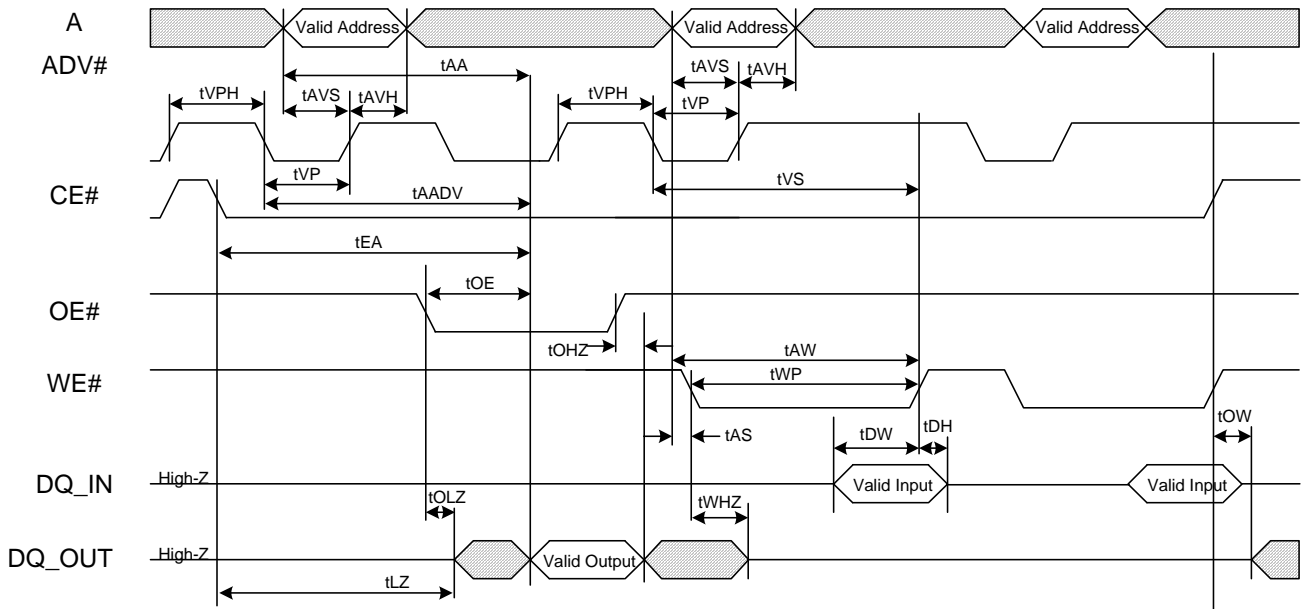 A
Valid Address
Valid Address
Valid Address
ADV#
tAA
tAVS
tAVH
tVPH
tAVS
tAVH
tVPH
tVP
tVP
tAADV
tVS
CE#
tEA
tOE
OE#
tOHZ
tAW
WE#
tWP
tAS
tDW
tDH
tOW
DQ_IN
High-Z
Valid Input
Valid Input
tOLZ
tWHZ
DQ_OUT
High-Z
Valid Output
tLZ